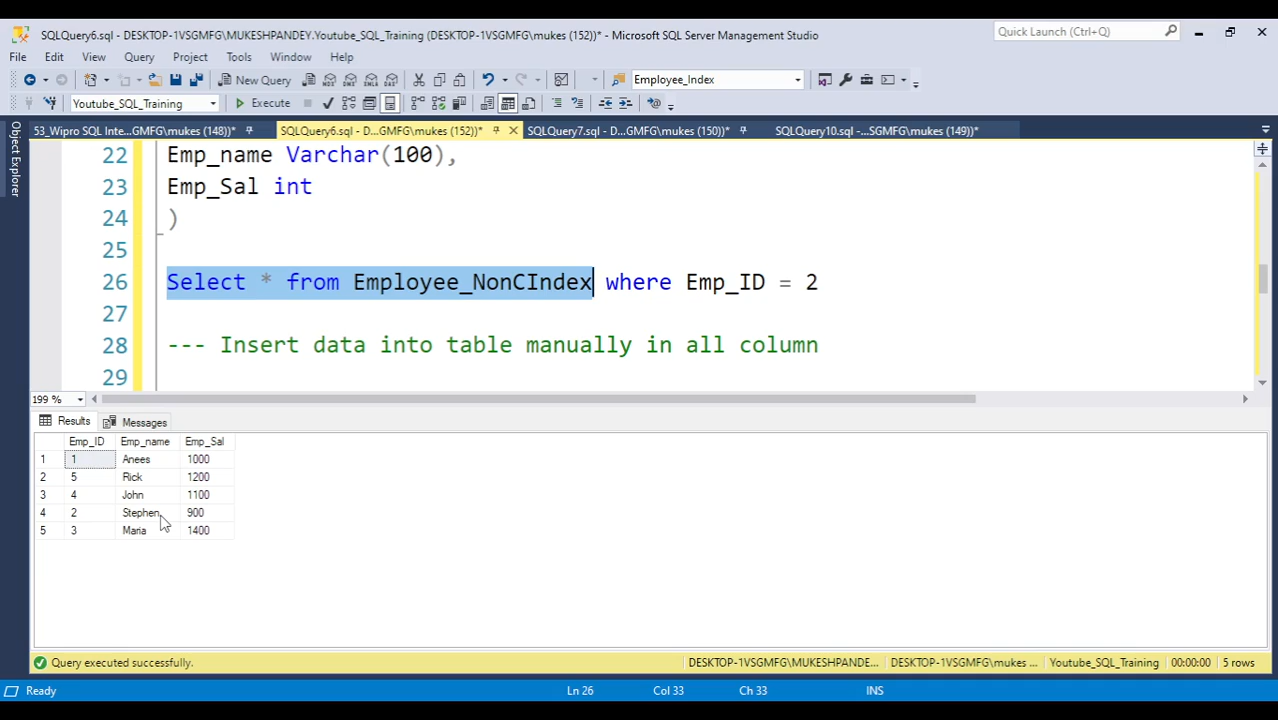 SQLQuery6.sql - DESKTOP-1VSGMFG\MUKESHPANDEY.Youtube_SQL_Training (DESKTOP-1VSGMFG\mukes (152))* - Microsoft SQL Server Management Studio
Quick Launch (Ctrl+Q)
File Edit View Query Project Tools Window Help
New Query
Employee_Index
Youtube_SQL_Training
Execute
Object Explorer
53_Wipro SQL Inte...GMFG\mukes (148))*
SQLQuery6.sql - D...GMFG\mukes (152))*
SQLQuery7.sql - D...GMFG\mukes (150))*
SQLQuery10.sql -...SGMFG\mukes (149))*
22 Emp_name Varchar(100),
23 Emp_Sal int
24 )
25
26 Select * from Employee_NonCIndex where Emp_ID = 2
27
28 --- Insert data into table manually in all column
29
199 %
Results Messages
Emp_ID Emp_name Emp_Sal
1 1 Anees 1000
2 5 Rick 1200
3 4 John 1100
4 2 Stephen 900
5 3 Maria 1400
Query executed successfully.
DESKTOP-1VSGMFG\MUKESHPANDE...
DESKTOP-1VSGMFG\mukes ...
Youtube_SQL_Training
00:00:00
5 rows
Ready
Ln 26
Col 33
Ch 33
INS